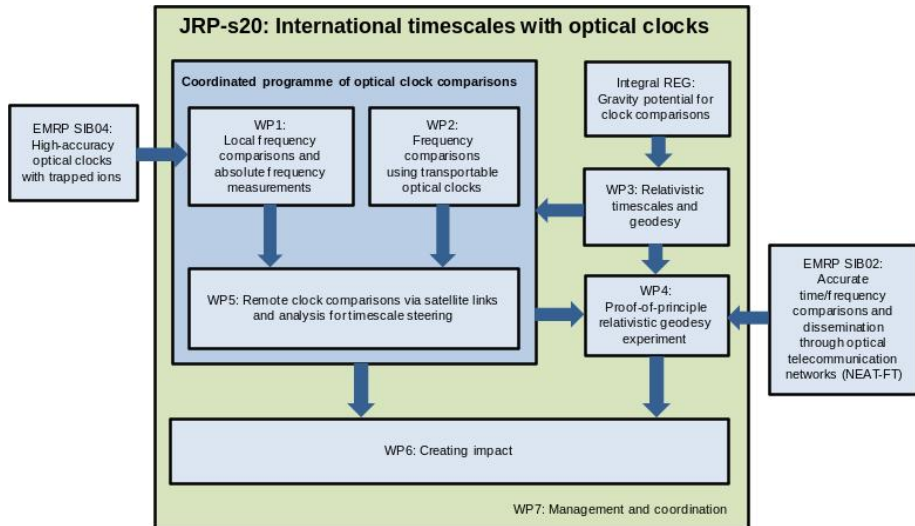 JRP-s20: International timescales with optical clocks
Coordinated programme of optical clock comparisons
Integral REG:
Gravity potential for
clock comparisons
EMRP SIB04:
High-accuracy
optical clocks
with trapped ions
WP1:
Local frequency
comparisons and
absolute frequency
measurements
WP2:
Frequency
comparisons
using transportable
optical clocks
WP3: Relativistic
timescales and
geodesy
WP5: Remote clock comparisons via satellite links
and analysis for timescale steering
WP4:
Proof-of-principle
relativistic geodesy
experiment
EMRP SIB02:
Accurate
time/frequency
comparisons and
dissemination
through optical
telecommunication
networks (NEAT-FT)
WP6: Creating impact
WP7: Management and coordination